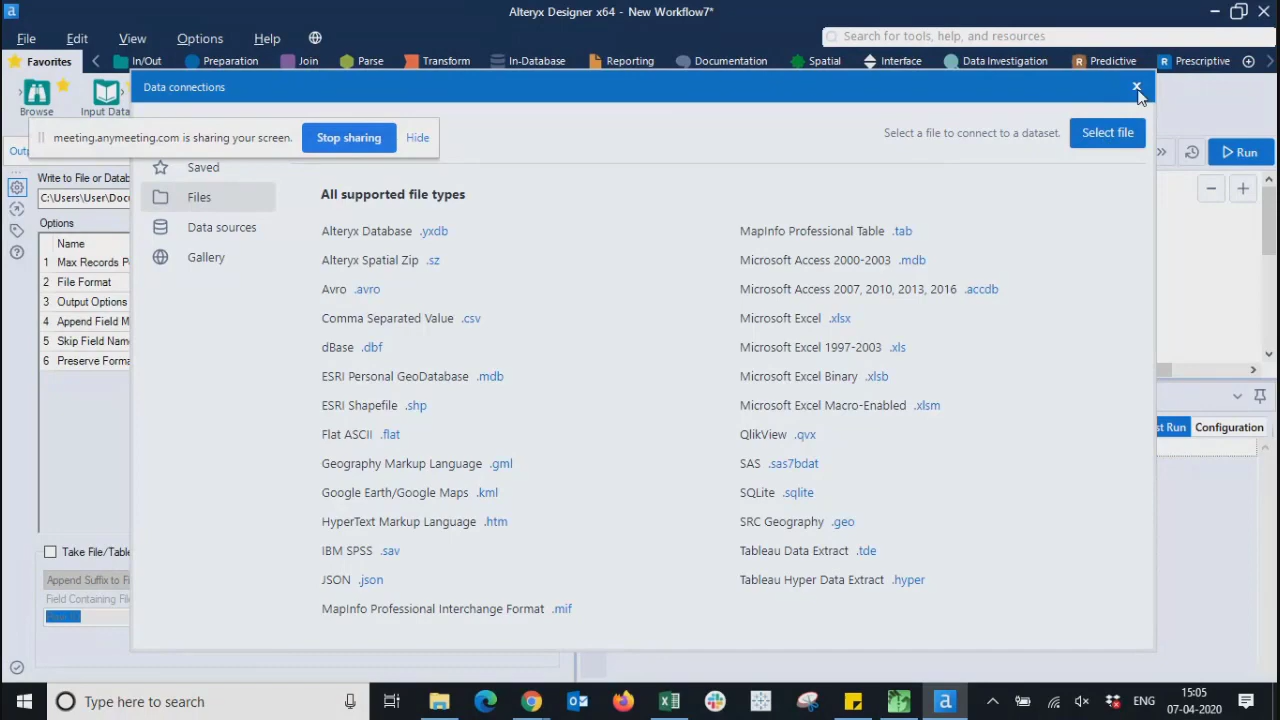 Alteryx Designer x64 - New Workflow7*
File Edit View Options Help
Search for tools, help, and resources
Favorites In/Out Preparation Join Parse Transform In-Database Reporting Documentation Spatial Interface Data Investigation Predictive Prescriptive
Browse Input Data
Data connections
meeting.anymeeting.com is sharing your screen. Stop sharing Hide
Select a file to connect to a dataset. Select file
Run
Write to File or Datab
C:\Users\User\Docu
Options
Name
1 Max Records P
2 File Format
3 Output Options
4 Append Field M
5 Skip Field Nam
6 Preserve Forma
Take File/Table
Append Suffix to Fi
Field Containing File
Saved
Files
Data sources
Gallery
All supported file types
Alteryx Database .yxdb
Alteryx Spatial Zip .sz
Avro .avro
Comma Separated Value .csv
dBase .dbf
ESRI Personal GeoDatabase .mdb
ESRI Shapefile .shp
Flat ASCII .flat
Geography Markup Language .gml
Google Earth/Google Maps .kml
HyperText Markup Language .htm
IBM SPSS .sav
JSON .json
MapInfo Professional Interchange Format .mif
MapInfo Professional Table .tab
Microsoft Access 2000-2003 .mdb
Microsoft Access 2007, 2010, 2013, 2016 .accdb
Microsoft Excel .xlsx
Microsoft Excel 1997-2003 .xls
Microsoft Excel Binary .xlsb
Microsoft Excel Macro-Enabled .xlsm
QlikView .qvx
SAS .sas7bdat
SQLite .sqlite
SRC Geography .geo
Tableau Data Extract .tde
Tableau Hyper Data Extract .hyper
st Run Configuration
Type here to search
ENG
15:05
07-04-2020